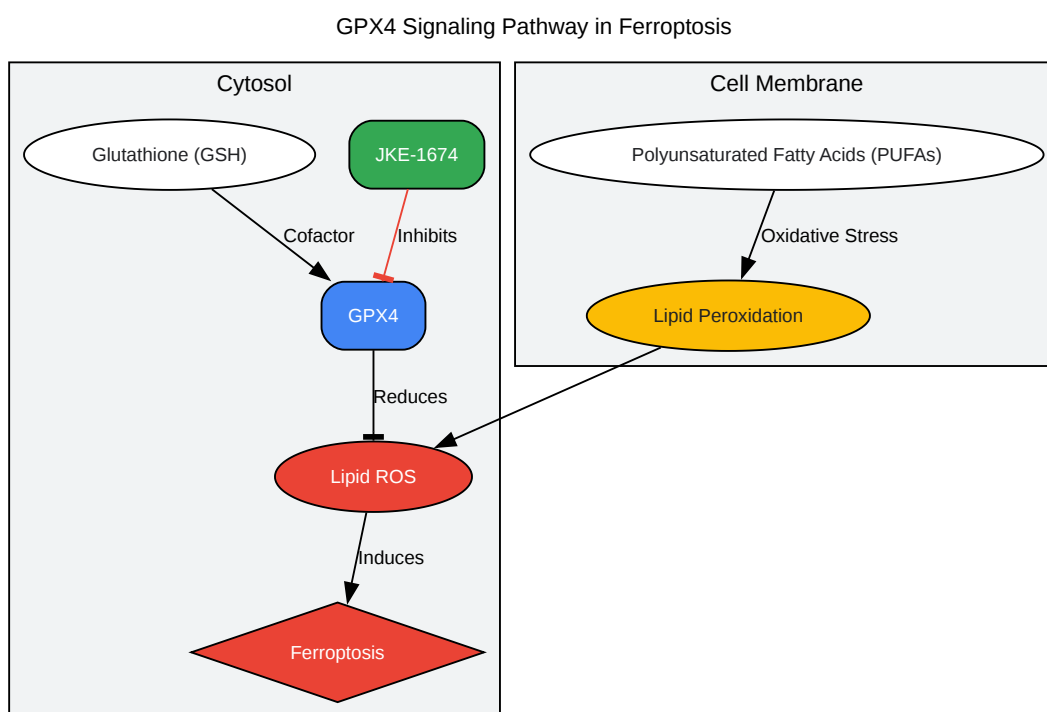 GPX4 Signaling Pathway in Ferroptosis
Cytosol
Cell Membrane
Glutathione (GSH)
JKE-1674
Polyunsaturated Fatty Acids (PUFAs)
Cofactor
Inhibits
Oxidative Stress
GPX4
Lipid Peroxidation
Reduces
Lipid ROS
Induces
Ferroptosis